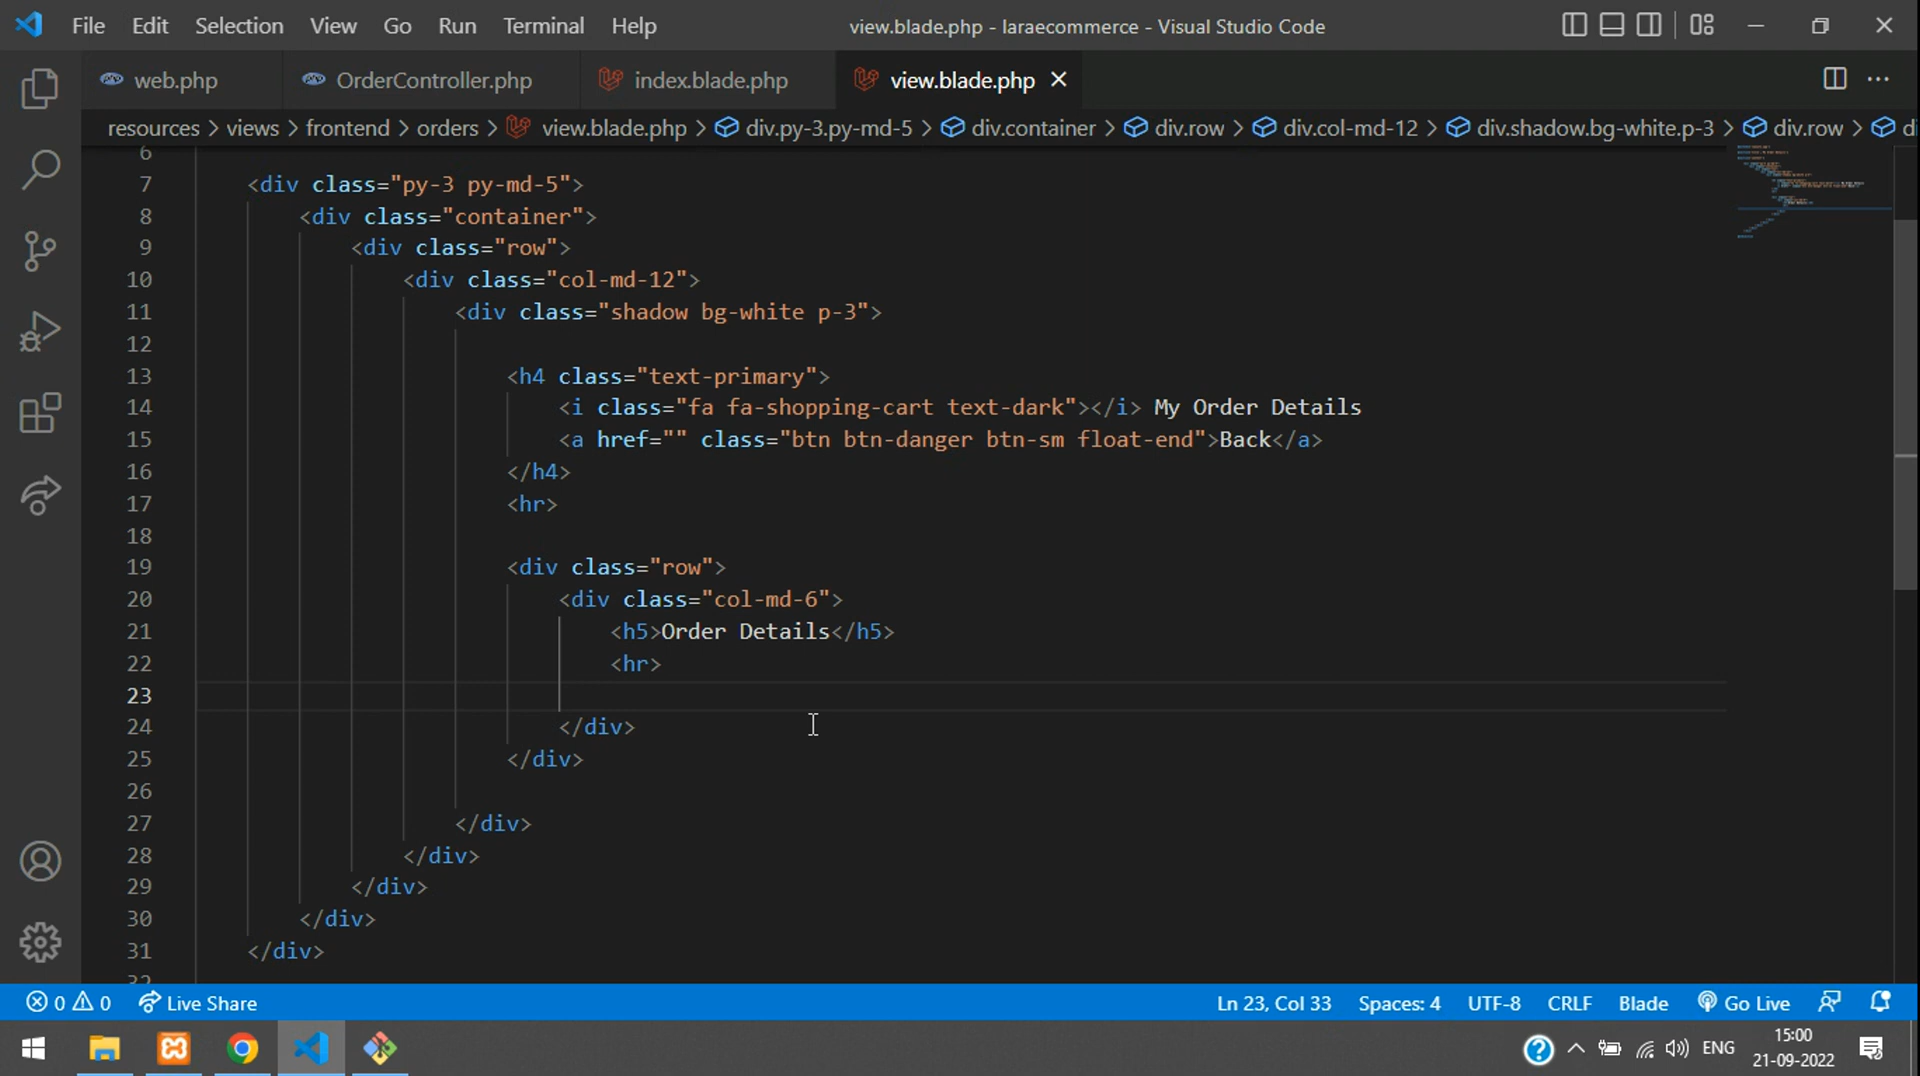 File Edit Selection View Go Run Terminal Help view.blade.php - laraecommerce - Visual Studio Code
web.php OrderController.php index.blade.php view.blade.php
resources > views > frontend > orders > view.blade.php > div.py-3.py-md-5 > div.container > div.row > div.col-md-12 > div.shadow.bg-white.p-3 > div.row >
6
7 <div class="py-3 py-md-5">
8 <div class="container">
9 <div class="row">
10 <div class="col-md-12">
11 <div class="shadow bg-white p-3">
12
13 <h4 class="text-primary">
14 <i class="fa fa-shopping-cart text-dark"></i> My Order Details
15 <a href="" class="btn btn-danger btn-sm float-end">Back</a>
16 </h4>
17 <hr>
18
19 <div class="row">
20 <div class="col-md-6">
21 <h5>Order Details</h5>
22 <hr>
23
24 </div>
25 </div>
26
27 </div>
28 </div>
29 </div>
30 </div>
31 </div>
32
0 0 Live Share Ln 23, Col 33 Spaces: 4 UTF-8 CRLF Blade Go Live
ENG 15:00
21-09-2022